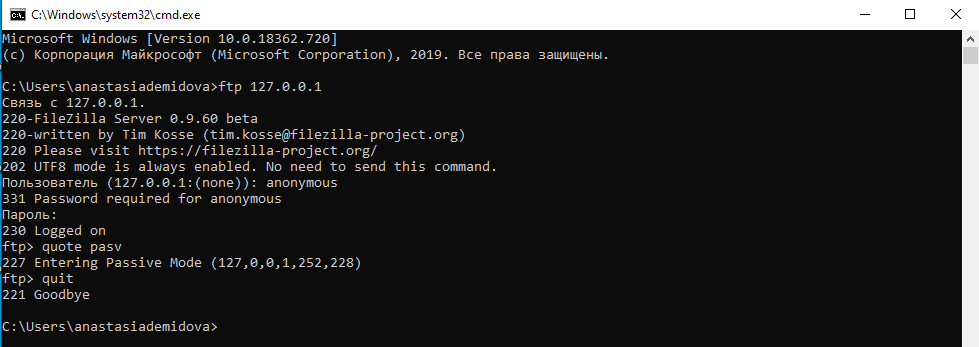 C:\Windows\system32\cmd.exe
Microsoft Windows [Version 10.0.18362.720]
(c) Корпорация Майкрософт (Microsoft Corporation), 2019. Все права защищены.
C:\Users\anastasiademidova>ftp 127.0.0.1
Связь с 127.0.0.1.
220-FileZilla Server 0.9.60 beta
220-written by Tim Kosse (tim.kosse@filezilla-project.org)
220 Please visit https://filezilla-project.org/
202 UTF8 mode is always enabled. No need to send this command.
Пользователь (127.0.0.1:(none)): anonymous
331 Password required for anonymous
Пароль:
230 Logged on
ftp> quote pasv
227 Entering Passive Mode (127,0,0,1,252,228)
ftp> quit
221 Goodbye
C:\Users\anastasiademidova>